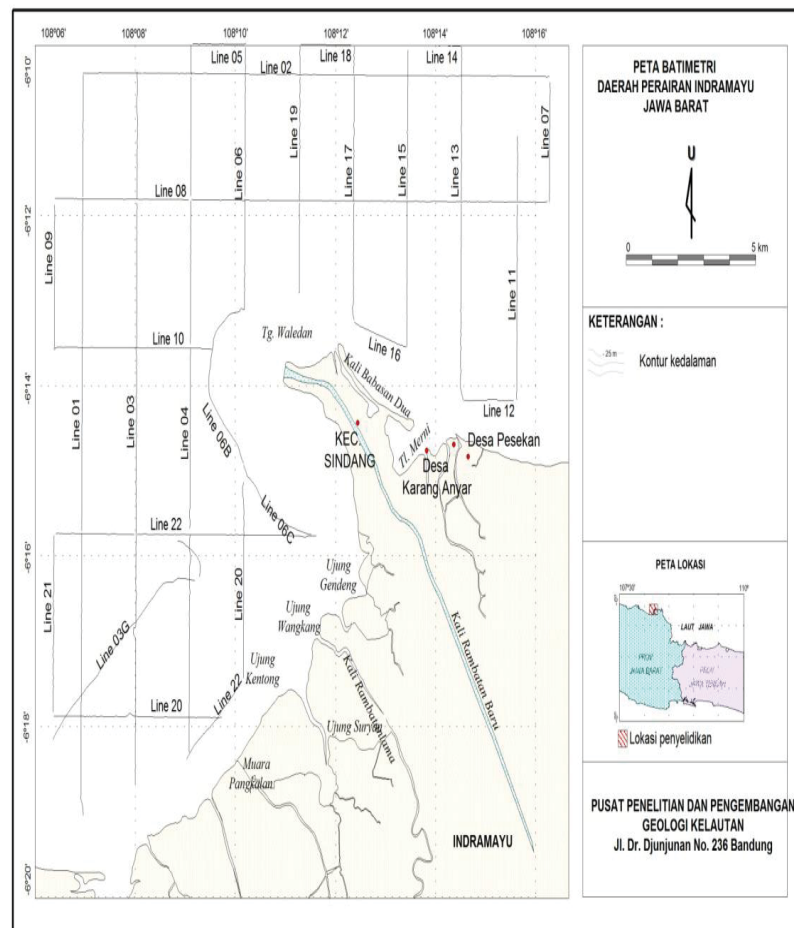 108°06'
108°08'
108°10'
108°12'
108°14'
108°16'
-6°10'
-6°12'
-6°14'
-6°16'
-6°18'
-6°20'
Line 05
Line 18
Line 14
Line 02
Line 19
Line 07
Line 06
Line 17
Line 15
Line 13
Line 08
Line 09
Line 11
Tg. Waledan
Line 10
Line 16
Kali Babasan Dua
Line 12
Line 01
Line 03
Line 04
Line 06B
KEC.
SINDANG
Tl. Merni
Desa Pesekan
Desa
Karang Anyar
Line 06C
Line 22
Line 21
Line 20
Ujung
Gendeng
Line 03G
Ujung
Wangkang
Kali Rambatan Baru
Ujung
Kentong
Kali Rambatanlama
Line 22
Line 20
Ujung Suryan
Muara
Pangkalan
INDRAMAYU
PETA BATIMETRI
DAERAH PERAIRAN INDRAMAYU
JAWA BARAT
U
0
5 km
KETERANGAN :
- 25 m
Kontur kedalaman
PETA LOKASI
110°
LAUT JAWA
PROV
JAWA BARAT
JAWA TENGAH
Lokasi penyelidikan
PUSAT PENELITIAN DAN PENGEMBANGAN
GEOLOGI KELAUTAN
Jl. Dr. Djunjunan No. 236 Bandung